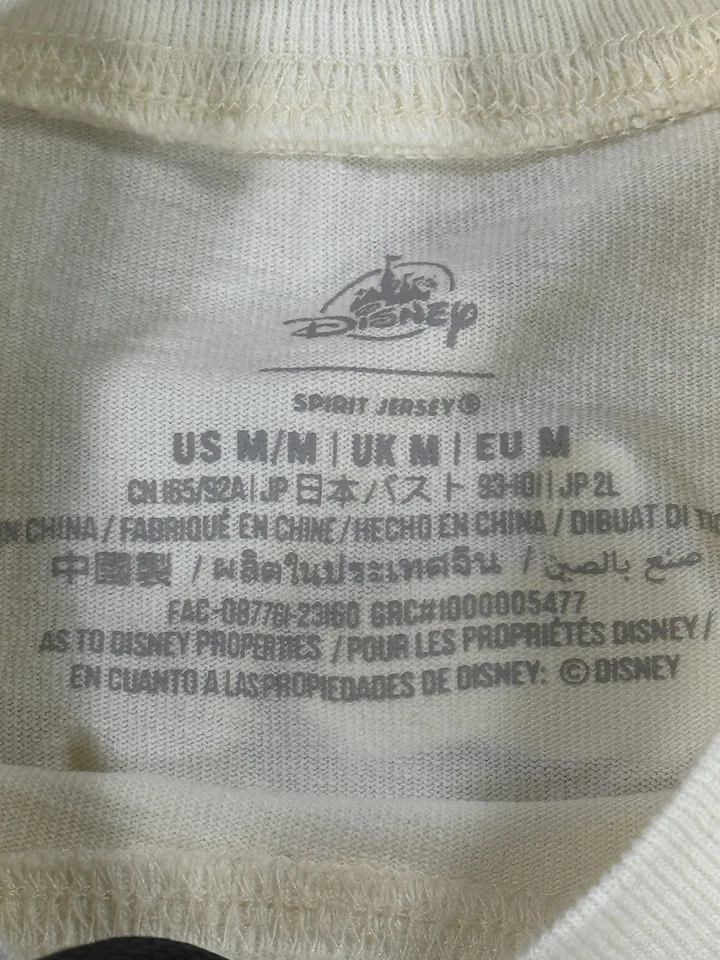 Disney
SPIRIT JERSEY®
US M/M | UK M | EU M
CN 165/92A | JP 日本 バスト 93-101 | JP 2L
IN CHINA / FABRIQUÉ EN CHINE / HECHO EN CHINA / DIBUAT DI
中國製 / ผลิตในประเทศจีน / صنع بالصين
FAC-087761-23160 GRC#1000005477
AS TO DISNEY PROPERTIES / POUR LES PROPRIÉTÉS DISNEY /
EN CUANTO A LAS PROPIEDADES DE DISNEY: © DISNEY